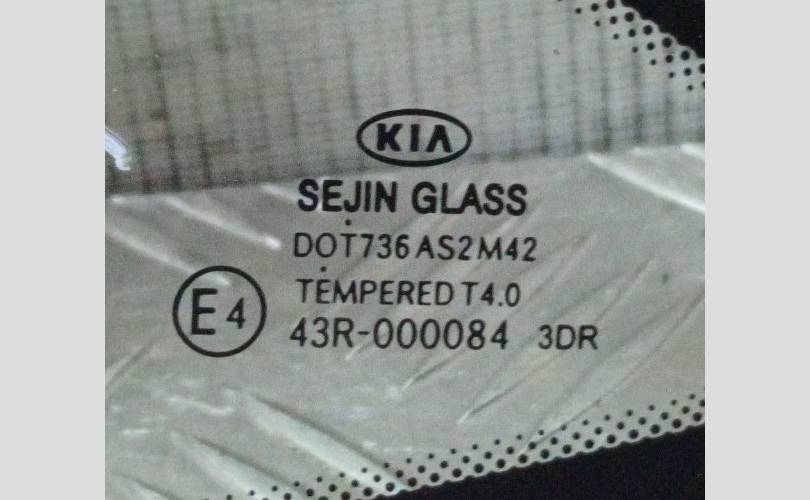 KIA
SEJIN GLASS
DOT736 AS2 M42
TEMPERED T4.0
E4 43R-000084 3DR